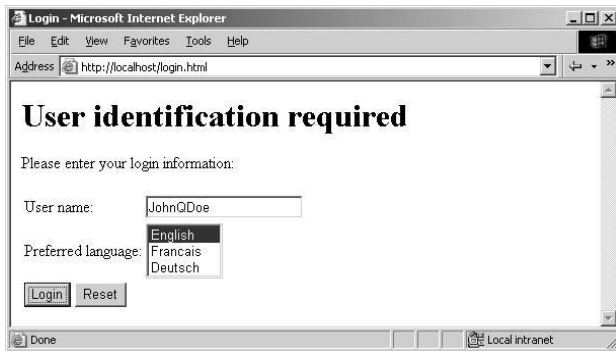 Login - Microsoft Internet Explorer
File Edit View Favorites Tools Help
Address http://localhost/login.html
User identification required
Please enter your login information:
User name: JohnQDoe
Preferred language: English
Francais
Deutsch
Login Reset
Done Local intranet